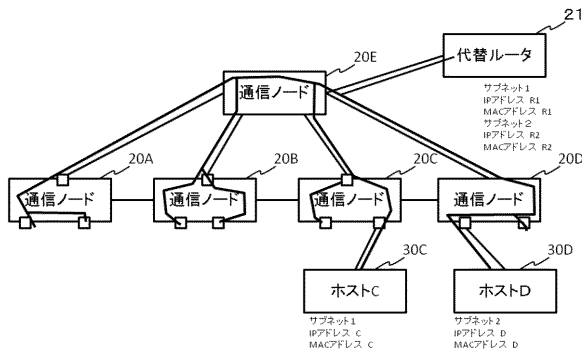 21
20E
代替ルータ
通信ノード
サブネット1
IPアドレス R1
MACアドレス R1
サブネット2
IPアドレス R2
MACアドレス R2
20A
20B
20C
20D
通信ノード
通信ノード
通信ノード
通信ノード
30C
30D
ホストC
ホストD
サブネット1
IPアドレス C
MACアドレス C
サブネット2
IPアドレス D
MACアドレス D